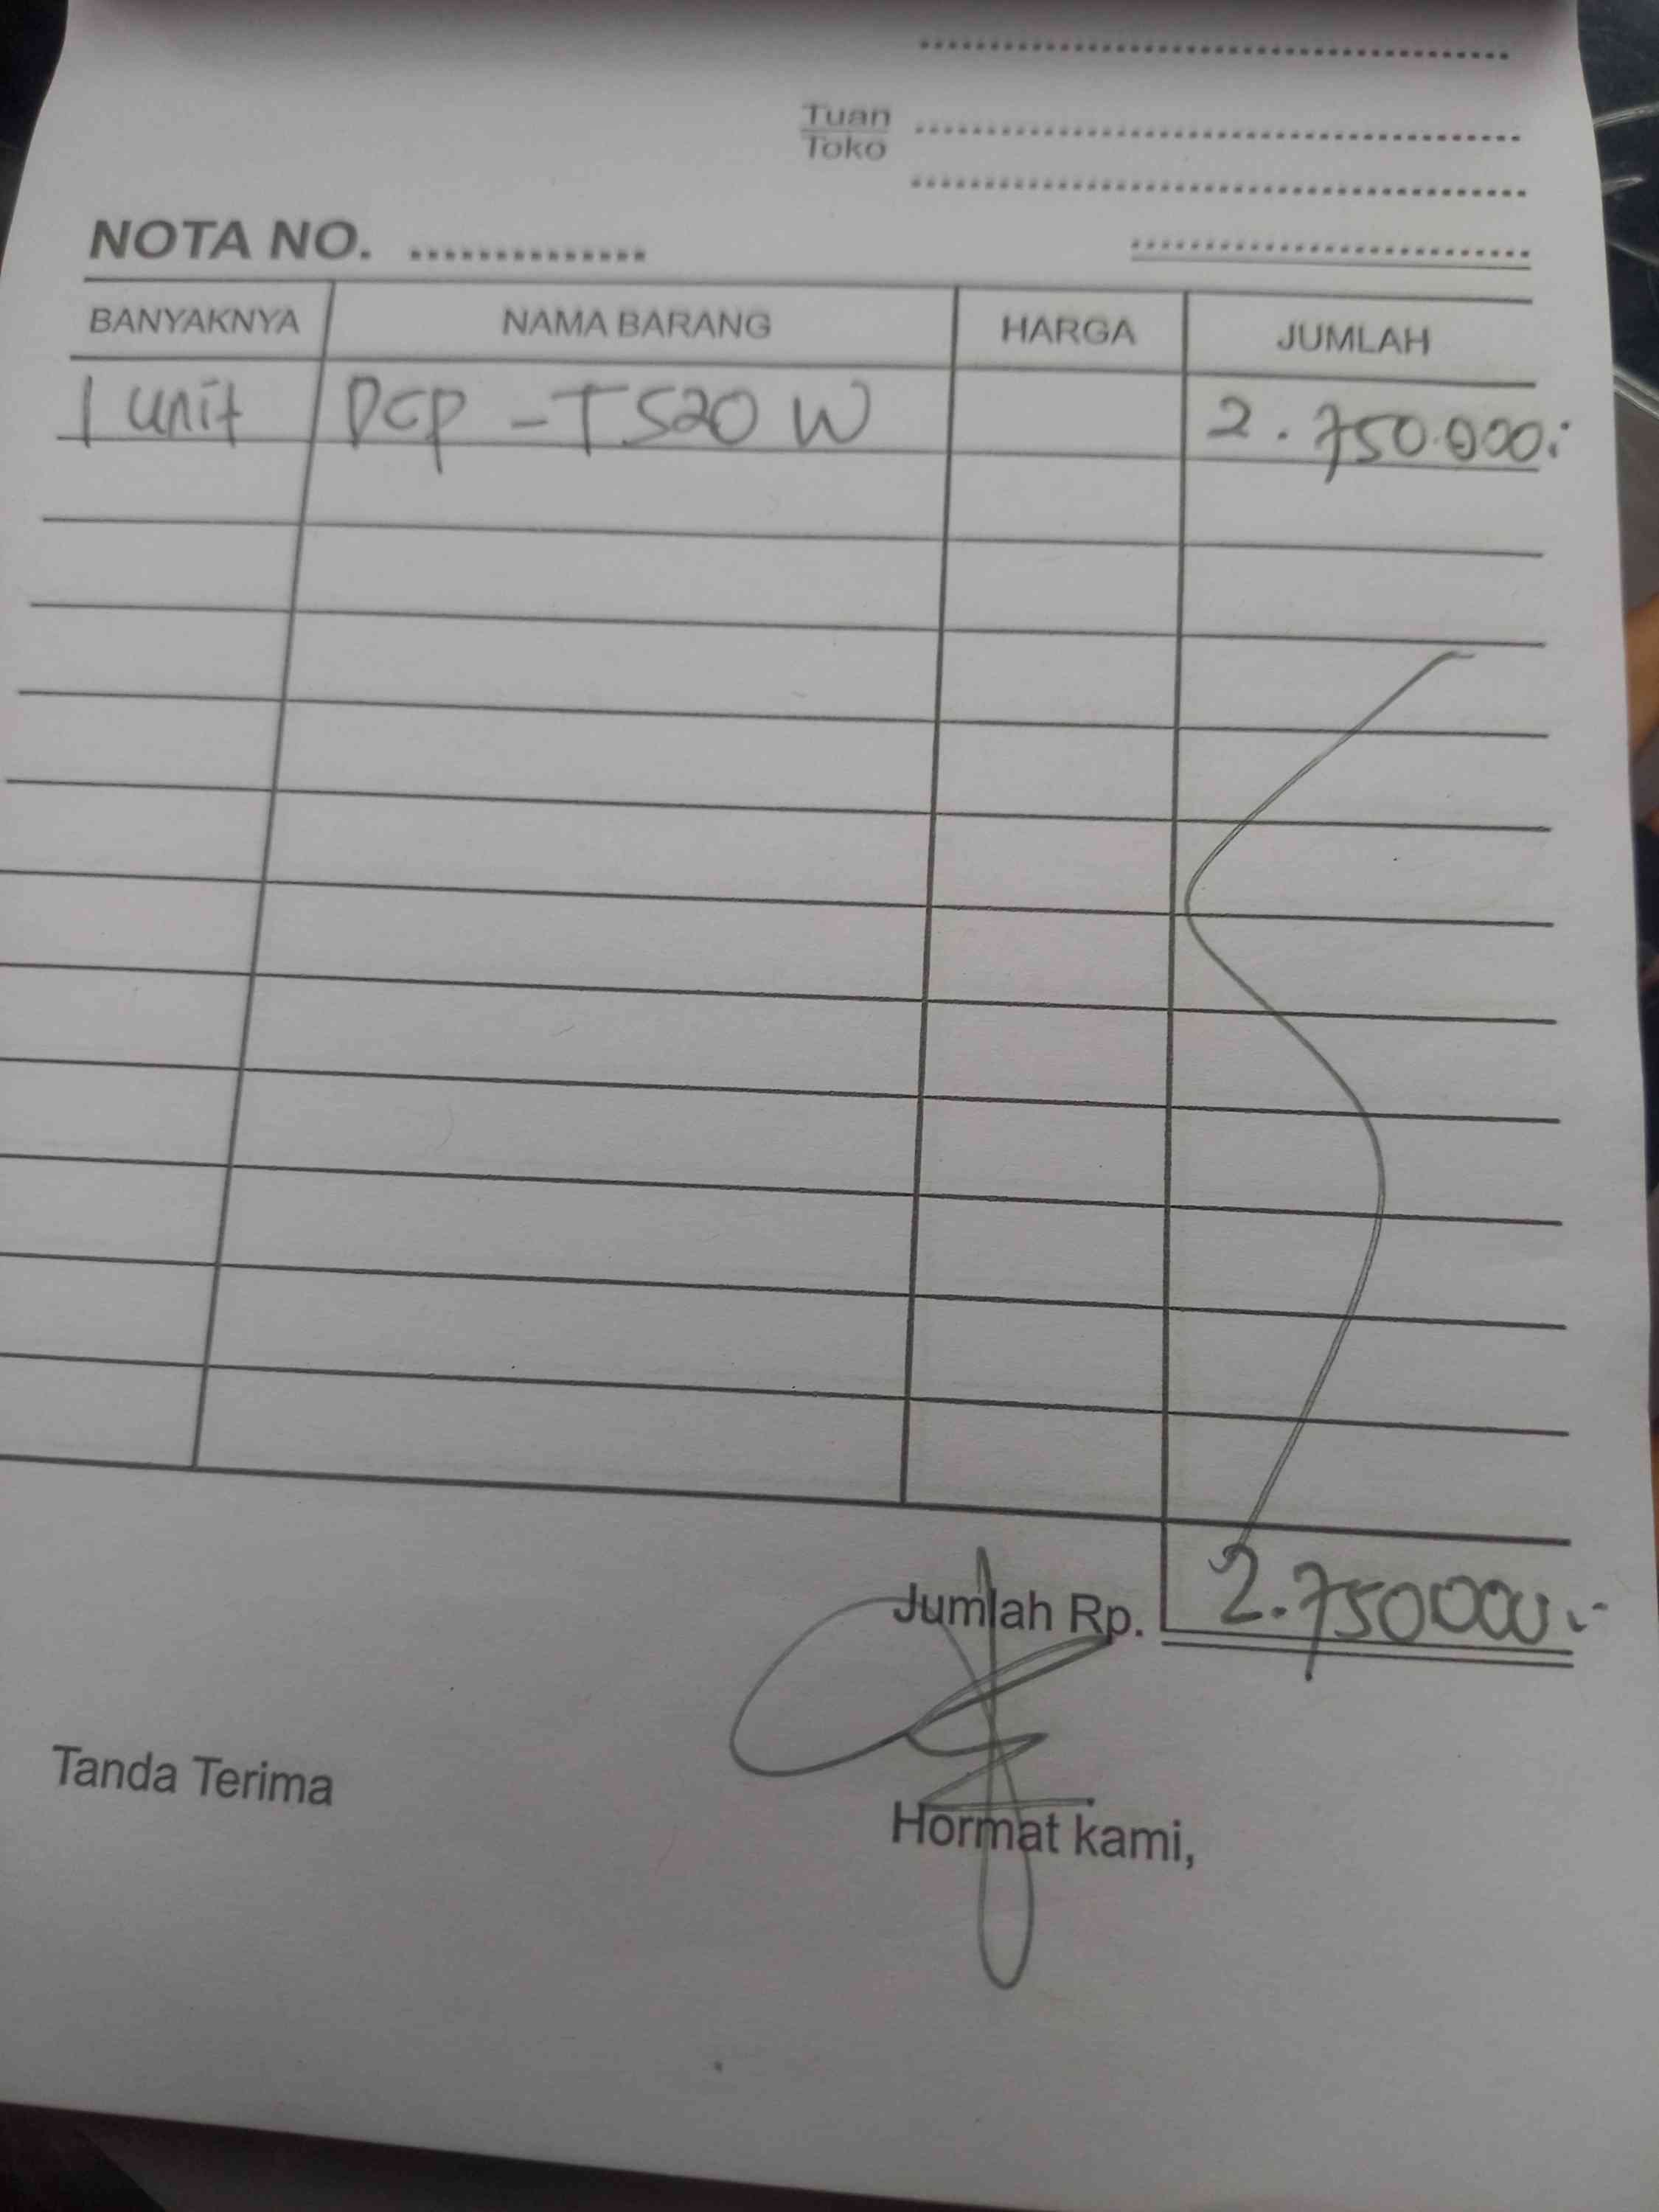 Tuan
Toko
NOTA NO. ..............
BANYAKNYA NAMA BARANG HARGA JUMLAH
1 unit DCP - T520 W 2.750.000.-
Jumlah Rp. 2.750000.-
Tanda Terima
Hormat kami,